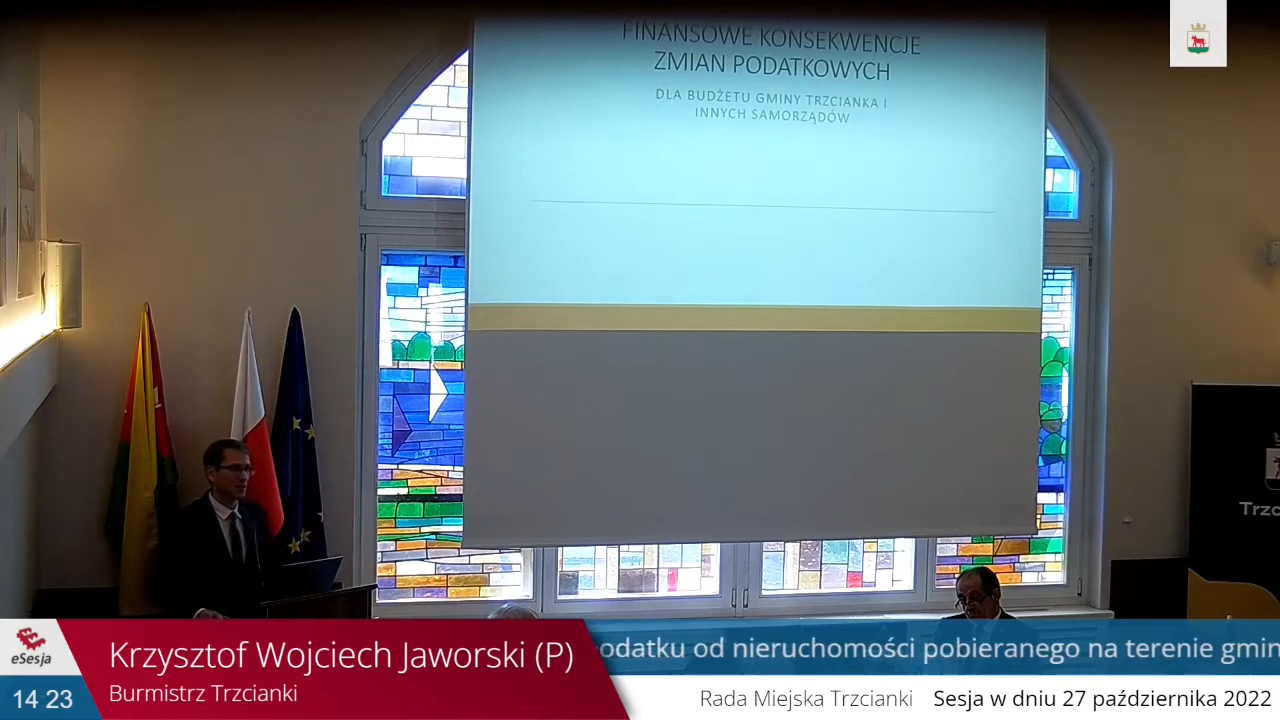 FINANSOWE KONSEKWENCJE
ZMIAN PODATKOWYCH
DLA BUDŻETU GMINY TRZCIANKA I
INNYCH SAMORZĄDÓW
Trzc
eSesja
14 23
Krzysztof Wojciech Jaworski (P)
Burmistrz Trzcianki
odatku od nieruchomości pobieranego na terenie gmin
Rada Miejska Trzcianki Sesja w dniu 27 października 2022